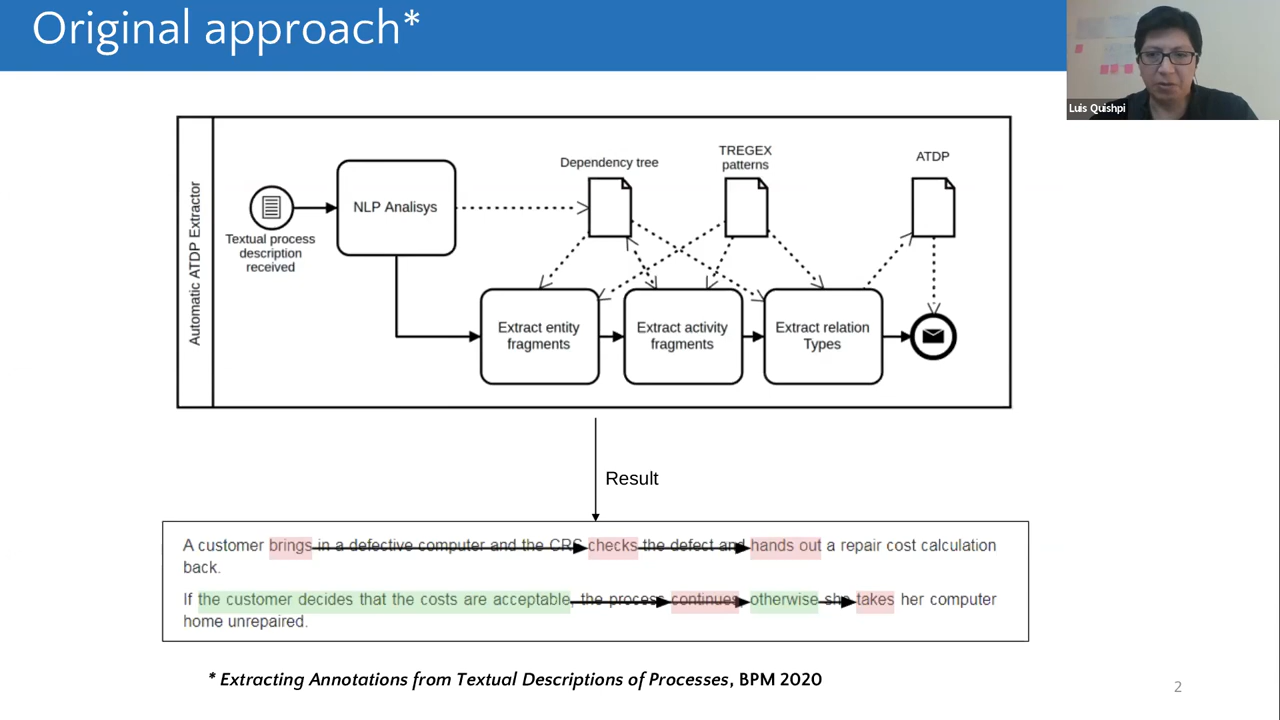 Original approach*
Luis Quishpi
Automatic ATDP Extractor
Textual process
description
received
NLP Analisys
Dependency tree
TREGEX
patterns
ATDP
Extract entity
fragments
Extract activity
fragments
Extract relation
Types
Result
A customer brings in a defective computer and the CRS checks the defect and hands out a repair cost calculation
back.
If the customer decides that the costs are acceptable, the process continues, otherwise she takes her computer
home unrepaired.
* Extracting Annotations from Textual Descriptions of Processes, BPM 2020
2